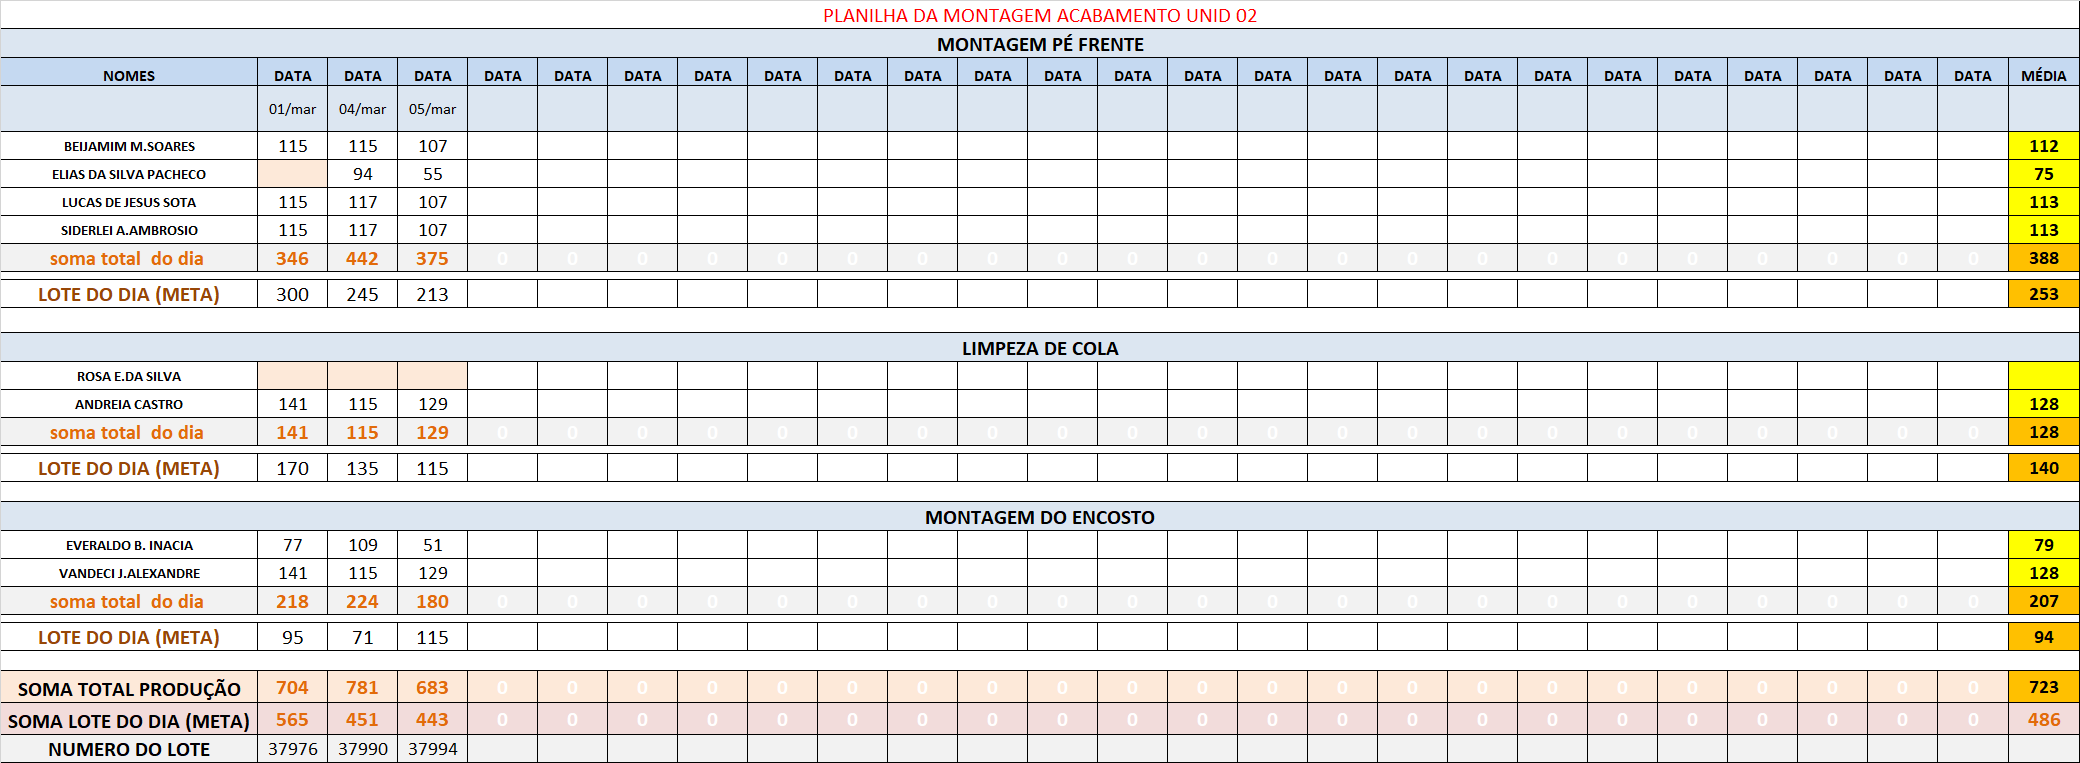 PLANILHA DA MONTAGEM ACABAMENTO UNID 02
MONTAGEM PÉ FRENTE
NOMES DATA DATA DATA DATA DATA DATA DATA DATA DATA DATA DATA DATA DATA DATA DATA DATA DATA DATA DATA DATA DATA DATA DATA DATA DATA MÉDIA
01/mar 04/mar 05/mar
BEIJAMIM M.SOARES 115 115 107 112
ELIAS DA SILVA PACHECO 94 55 75
LUCAS DE JESUS SOTA 115 117 107 113
SIDERLEI A.AMBROSIO 115 117 107 113
soma total do dia 346 442 375 0 0 0 0 0 0 0 0 0 0 0 0 0 0 0 0 0 0 0 0 0 0 388
LOTE DO DIA (META) 300 245 213 253
LIMPEZA DE COLA
ROSA E.DA SILVA
ANDREIA CASTRO 141 115 129 128
soma total do dia 141 115 129 0 0 0 0 0 0 0 0 0 0 0 0 0 0 0 0 0 0 0 0 0 0 128
LOTE DO DIA (META) 170 135 115 140
MONTAGEM DO ENCOSTO
EVERALDO B. INACIA 77 109 51 79
VANDECI J.ALEXANDRE 141 115 129 128
soma total do dia 218 224 180 0 0 0 0 0 0 0 0 0 0 0 0 0 0 0 0 0 0 0 0 0 0 207
LOTE DO DIA (META) 95 71 115 94
SOMA TOTAL PRODUÇÃO 704 781 683 0 0 0 0 0 0 0 0 0 0 0 0 0 0 0 0 0 0 0 0 0 0 723
SOMA LOTE DO DIA (META) 565 451 443 0 0 0 0 0 0 0 0 0 0 0 0 0 0 0 0 0 0 0 0 0 0 486
NUMERO DO LOTE 37976 37990 37994